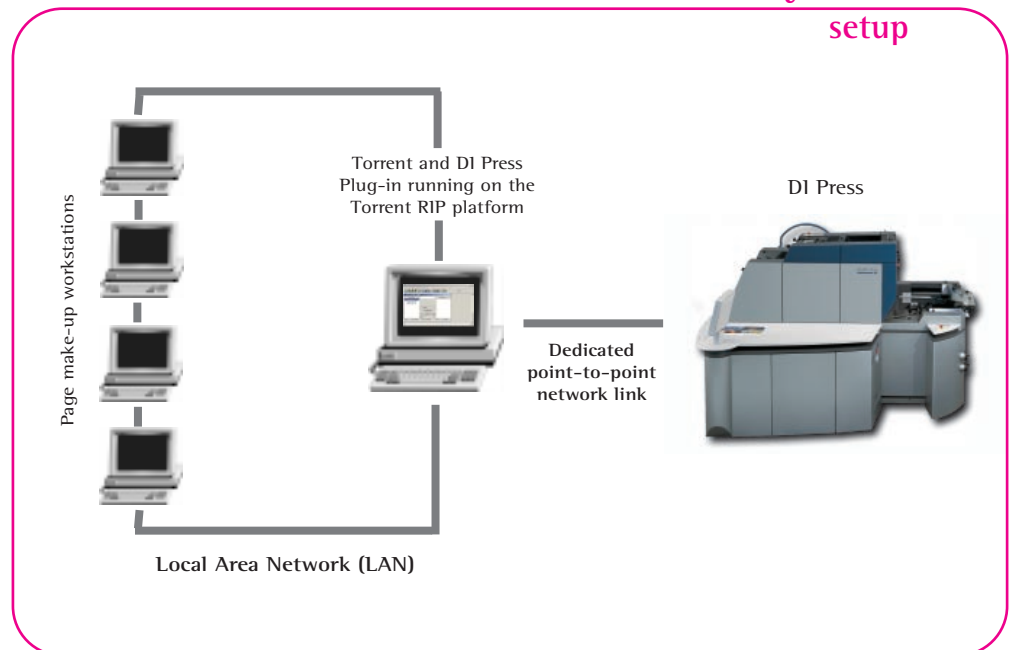 setup
Torrent and DI Press
Plug-in running on the
Torrent RIP platform
DI Press
Page make-up workstations
Dedicated
point-to-point
network link
Local Area Network (LAN)